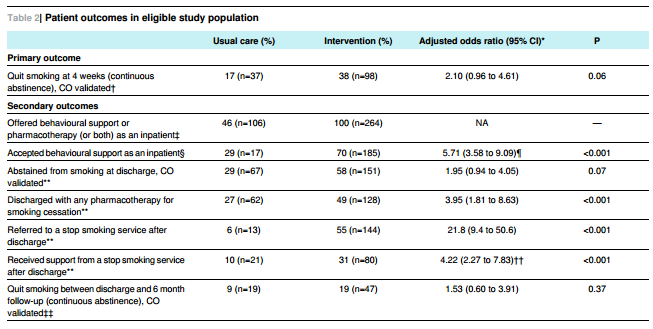 Table 2| Patient outcomes in eligible study population
Usual care (%) Intervention (%) Adjusted odds ratio (95% CI)* P
Primary outcome
Quit smoking at 4 weeks (continuous 17 (n=37) 38 (n=98) 2.10 (0.96 to 4.61) 0.06
abstinence), CO validated†
Secondary outcomes
Offered behavioural support or 46 (n=106) 100 (n=264) NA —
pharmacotherapy (or both) as an inpatient‡
Accepted behavioural support as an inpatient§ 29 (n=17) 70 (n=185) 5.71 (3.58 to 9.09)¶ <0.001
Abstained from smoking at discharge, CO 29 (n=67) 58 (n=151) 1.95 (0.94 to 4.05) 0.07
validated**
Discharged with any pharmacotherapy for 27 (n=62) 49 (n=128) 3.95 (1.81 to 8.63) <0.001
smoking cessation**
Referred to a stop smoking service after 6 (n=13) 55 (n=144) 21.8 (9.4 to 50.6) <0.001
discharge**
Received support from a stop smoking service 10 (n=21) 31 (n=80) 4.22 (2.27 to 7.83)†† <0.001
after discharge**
Quit smoking between discharge and 6 month 9 (n=19) 19 (n=47) 1.53 (0.60 to 3.91) 0.37
follow-up (continuous abstinence), CO
validated‡‡